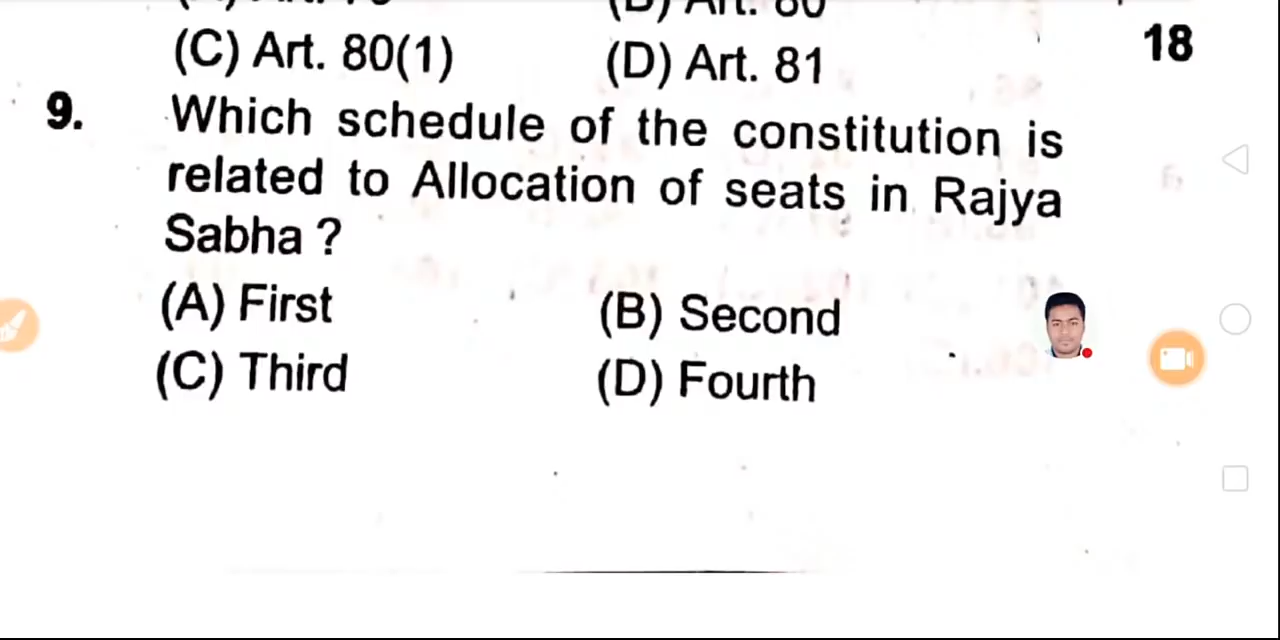 (C) Art. 80(1) (D) Art. 81
18
9. Which schedule of the constitution is
related to Allocation of seats in Rajya
Sabha ?
(A) First (B) Second
(C) Third (D) Fourth